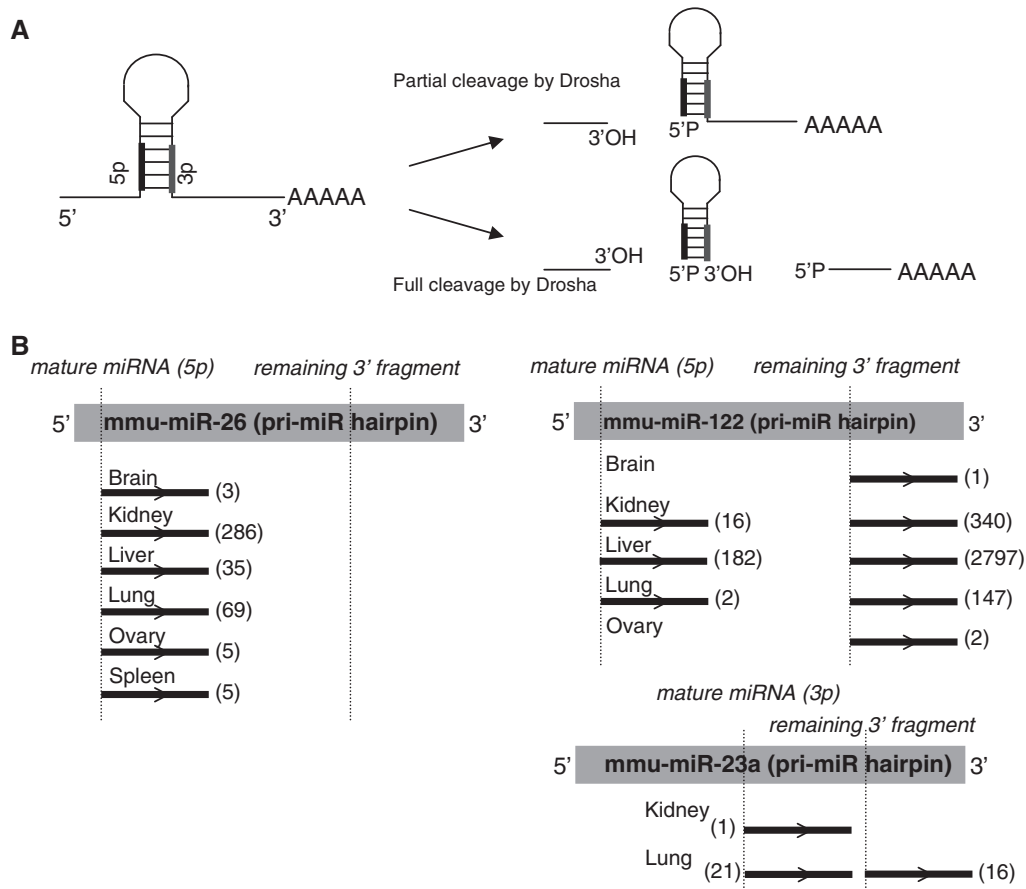 A
Partial cleavage by Drosha
5p
3p
5’
3’
AAAAA
3’OH
5’P
AAAAA
3’OH
5’P 3’OH
5’P
AAAAA
Full cleavage by Drosha
B
mature miRNA (5p)
remaining 3’ fragment
5’
mmu-miR-26 (pri-miR hairpin)
3’
Brain
(3)
Kidney
(286)
Liver
(35)
Lung
(69)
Ovary
(5)
Spleen
(5)
mature miRNA (5p)
remaining 3’ fragment
5’
mmu-miR-122 (pri-miR hairpin)
3’
Brain
(1)
Kidney
(16)
(340)
Liver
(182)
(2797)
Lung
(2)
(147)
Ovary
(2)
mature miRNA (3p)
remaining 3’ fragment
5’
mmu-miR-23a (pri-miR hairpin)
3’
Kidney
(1)
Lung
(21)
(16)